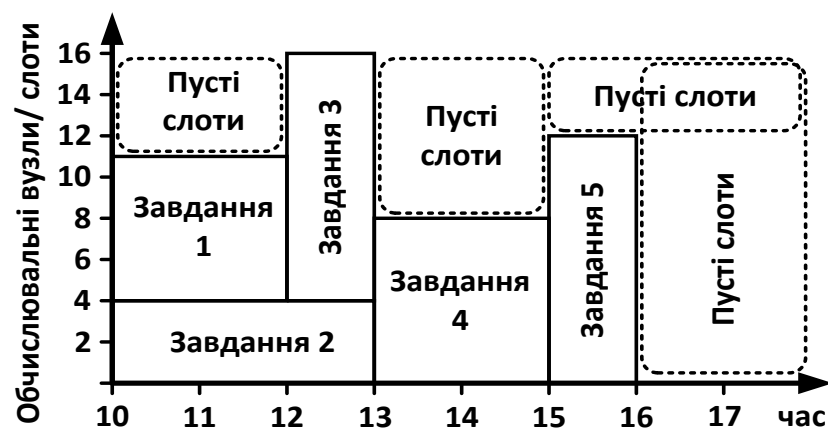 Обчислювальні вузли/ слоти
16
14
12
10
8
6
4
2
Пусті
слоти
Завдання
1
Завдання 2
Завдання 3
Пусті
слоти
Завдання
4
Пусті слоти
Завдання 5
Пусті слоти
10 11 12 13 14 15 16 17 час